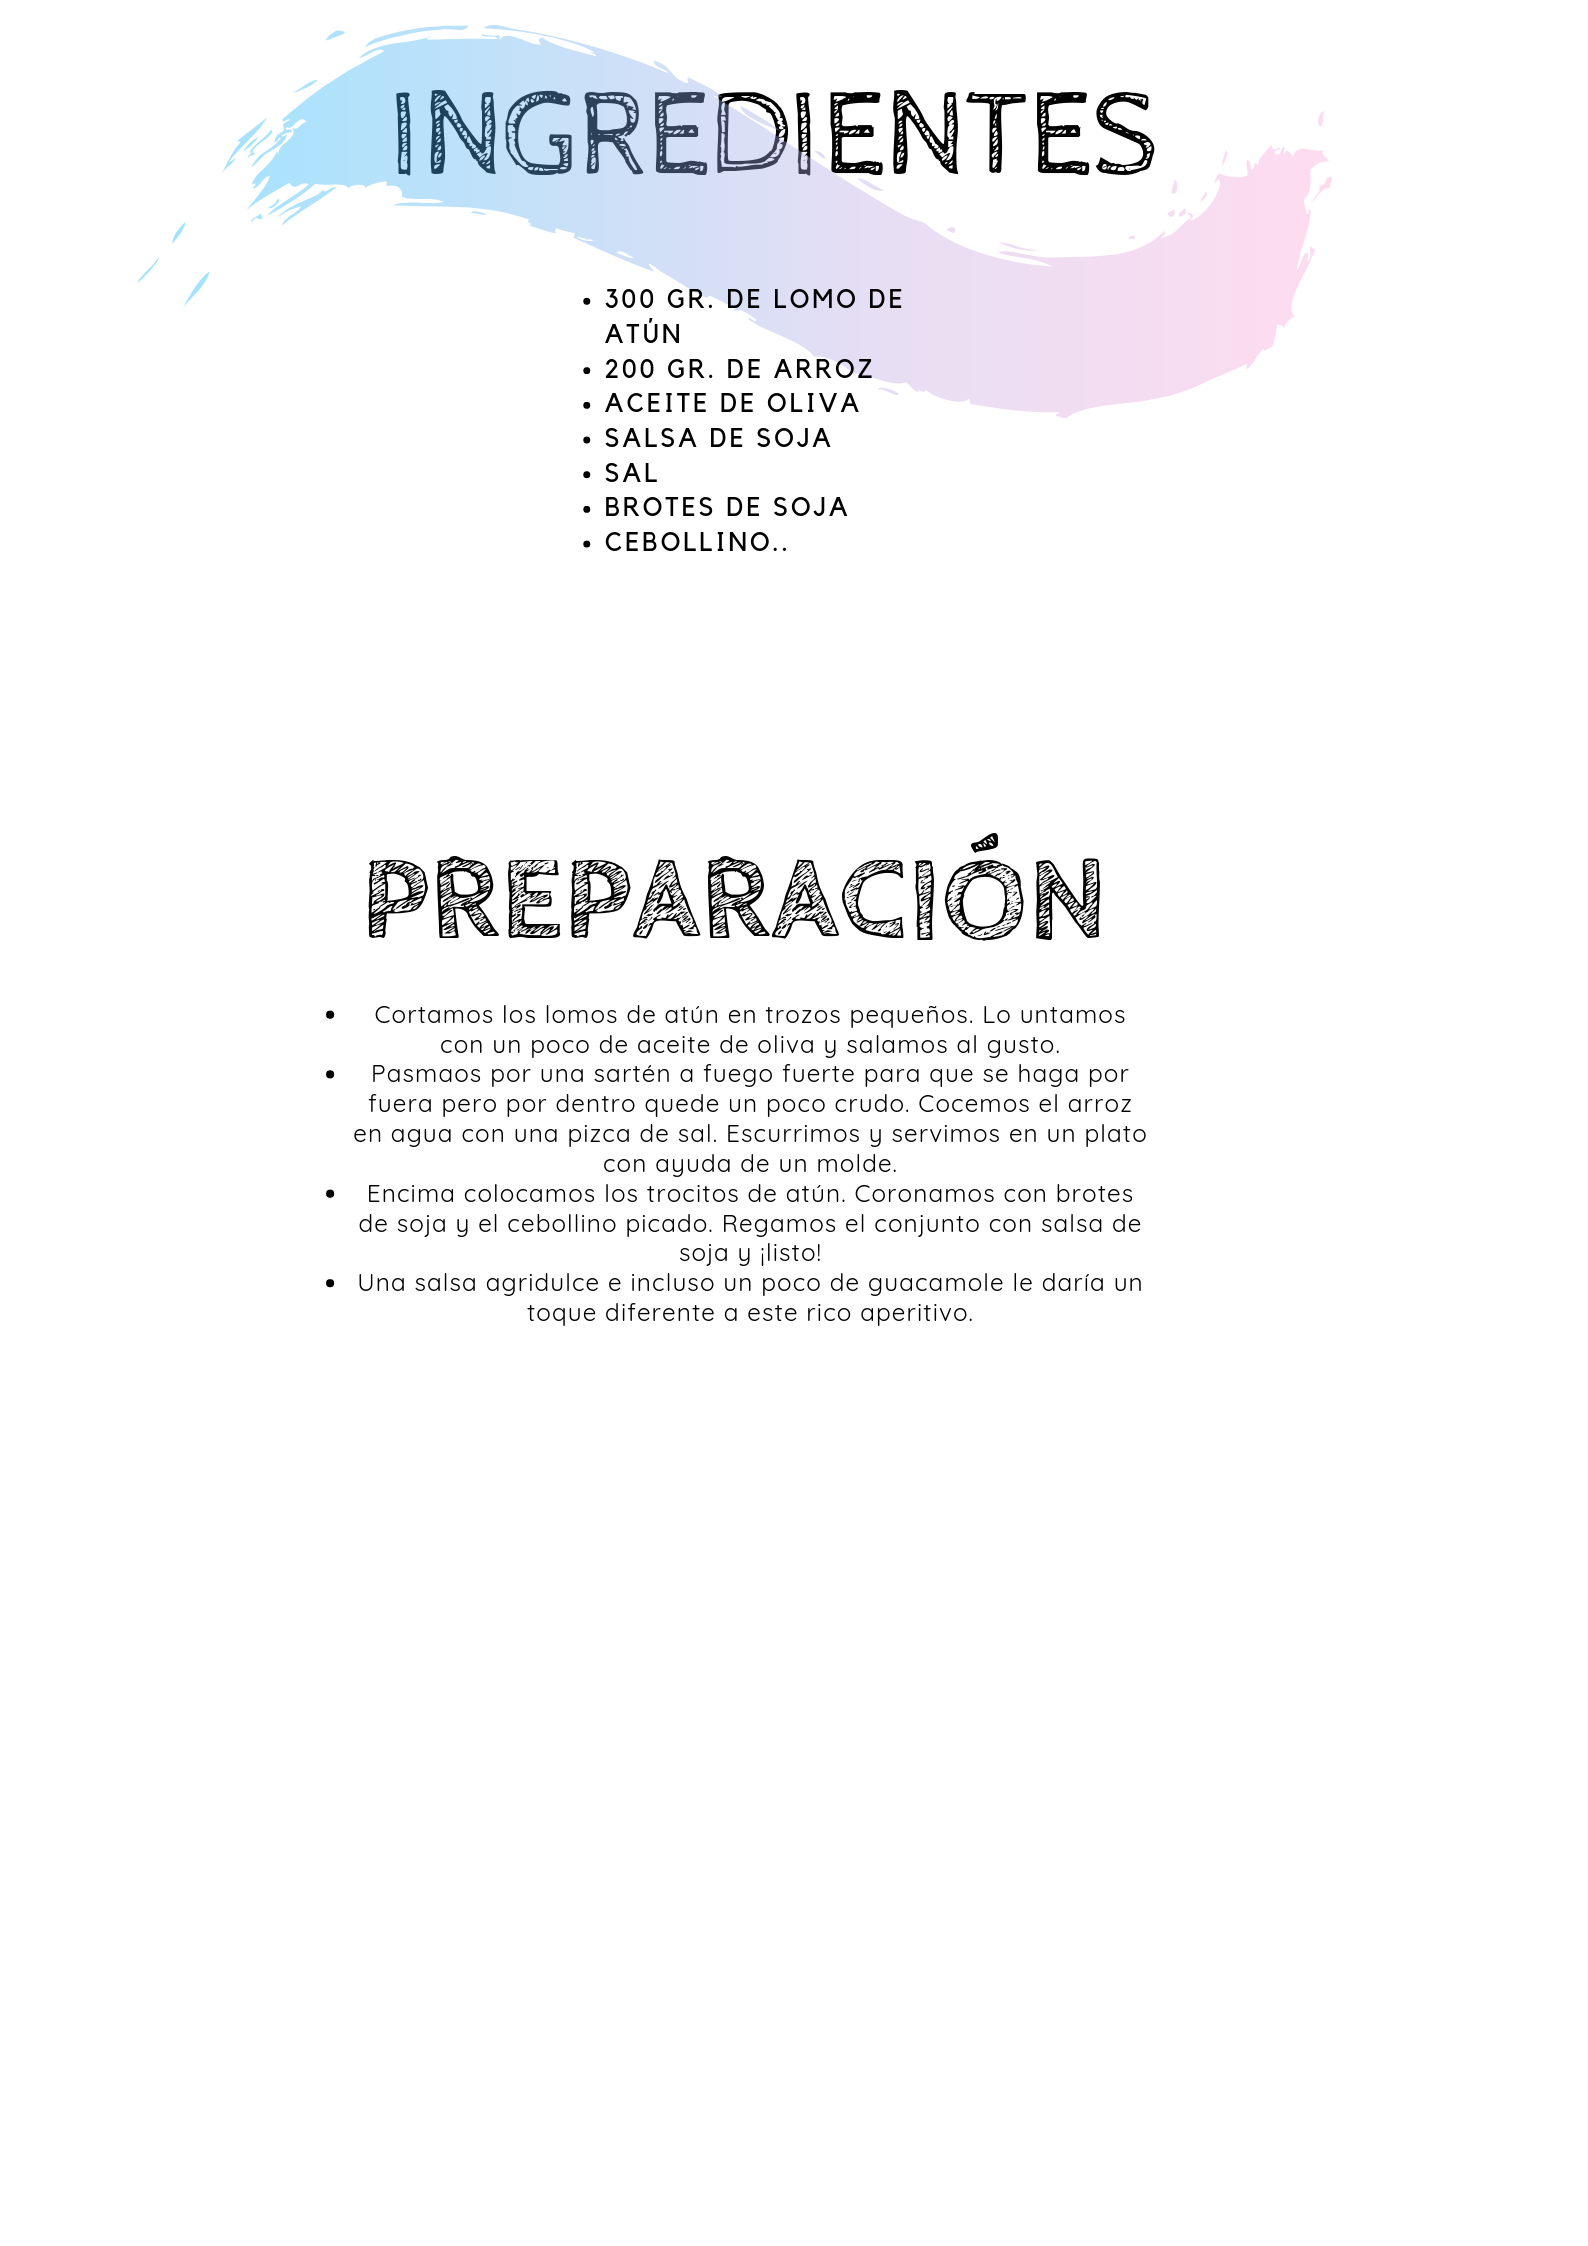 INGREDIENTES
• 300 GR. DE LOMO DE
ATÚN
• 200 GR. DE ARROZ
• ACEITE DE OLIVA
• SALSA DE SOJA
• SAL
• BROTES DE SOJA
• CEBOLLINO..
PREPARACIÓN
• Cortamos los lomos de atún en trozos pequeños. Lo untamos
con un poco de aceite de oliva y salamos al gusto.
• Pasmaos por una sartén a fuego fuerte para que se haga por
fuera pero por dentro quede un poco crudo. Cocemos el arroz
en agua con una pizca de sal. Escurrimos y servimos en un plato
con ayuda de un molde.
• Encima colocamos los trocitos de atún. Coronamos con brotes
de soja y el cebollino picado. Regamos el conjunto con salsa de
soja y ¡listo!
• Una salsa agridulce e incluso un poco de guacamole le daría un
toque diferente a este rico aperitivo.